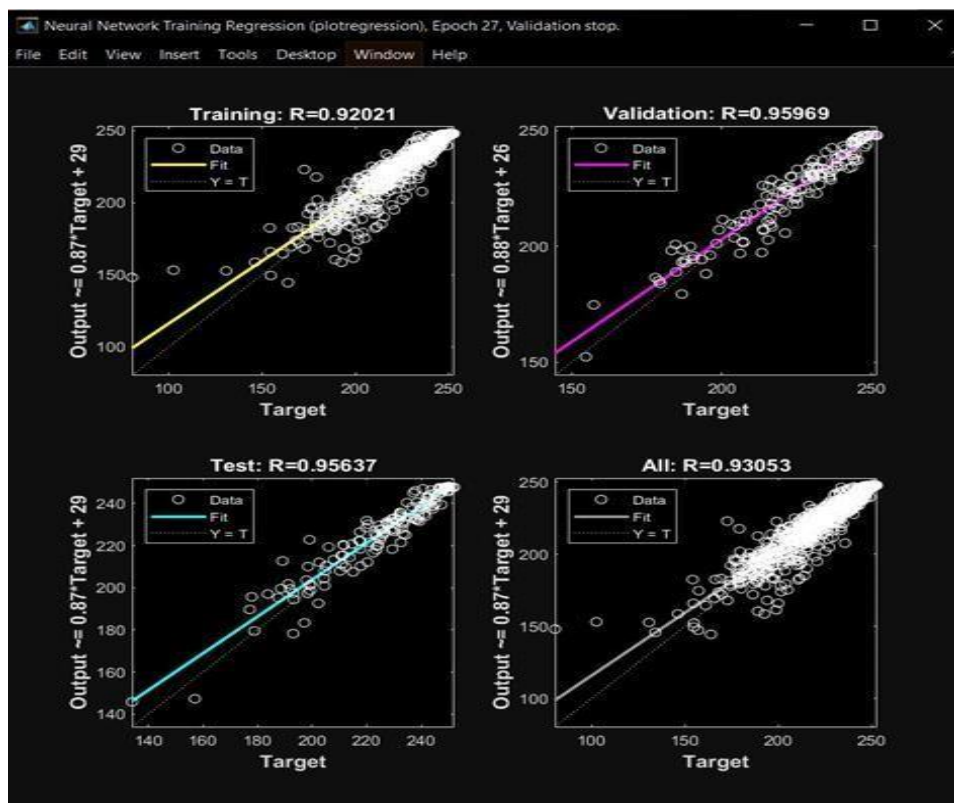 Neural Network Training Regression (plotregression), Epoch 27, Validation stop.
File Edit View Insert Tools Desktop Window Help
Training: R=0.92021
Output ~= 0.87*Target + 29
250
200
150
100
Data
Fit
Y = T
100 150 200 250
Target
Validation: R=0.95969
Output ~= 0.88*Target + 26
250
200
150
Data
Fit
Y = T
150 200 250
Target
Test: R=0.95637
Output ~= 0.87*Target + 29
240
220
200
180
160
140
Data
Fit
Y = T
140 160 180 200 220 240
Target
All: R=0.93053
Output ~= 0.87*Target + 29
250
200
150
100
Data
Fit
Y = T
100 150 200 250
Target